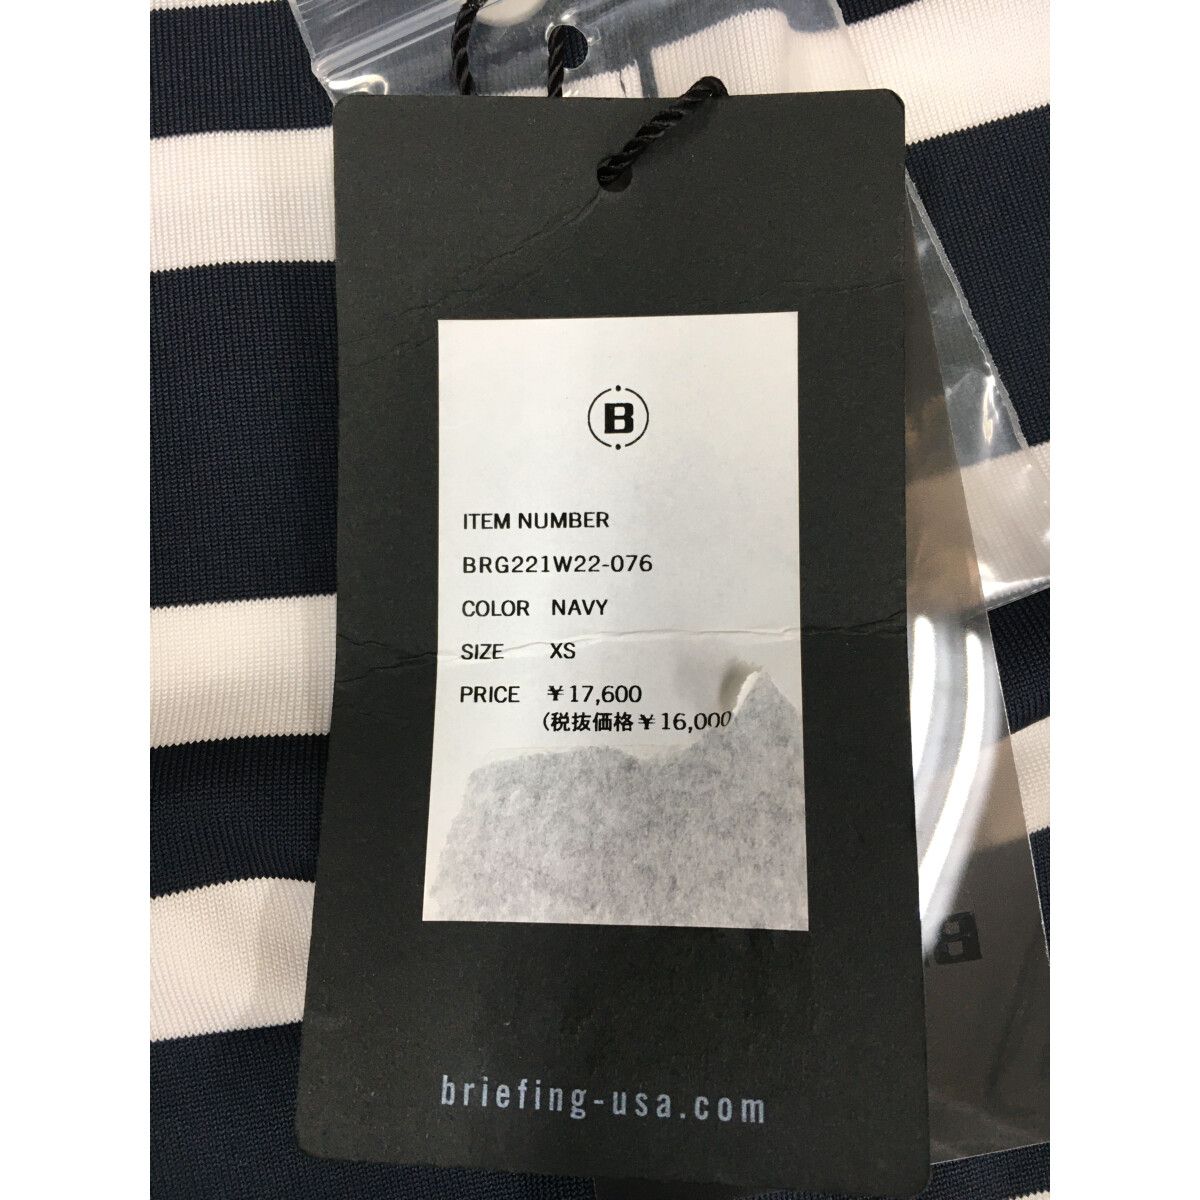 B
ITEM NUMBER
BRG221W22-076
COLOR NAVY
SIZE XS
PRICE ¥17,600
(税抜価格¥16,000
briefing-usa.com
B